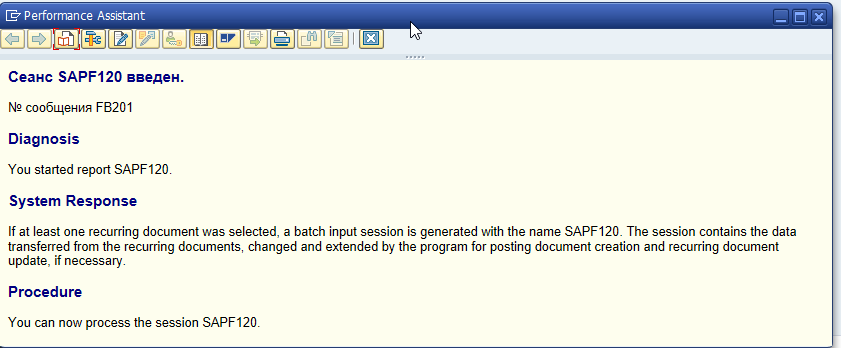 Performance Assistant
Сеанс SAPF120 введен.
№ сообщения FB201
Diagnosis
You started report SAPF120.
System Response
If at least one recurring document was selected, a batch input session is generated with the name SAPF120. The session contains the data
transferred from the recurring documents, changed and extended by the program for posting document creation and recurring document
update, if necessary.
Procedure
You can now process the session SAPF120.